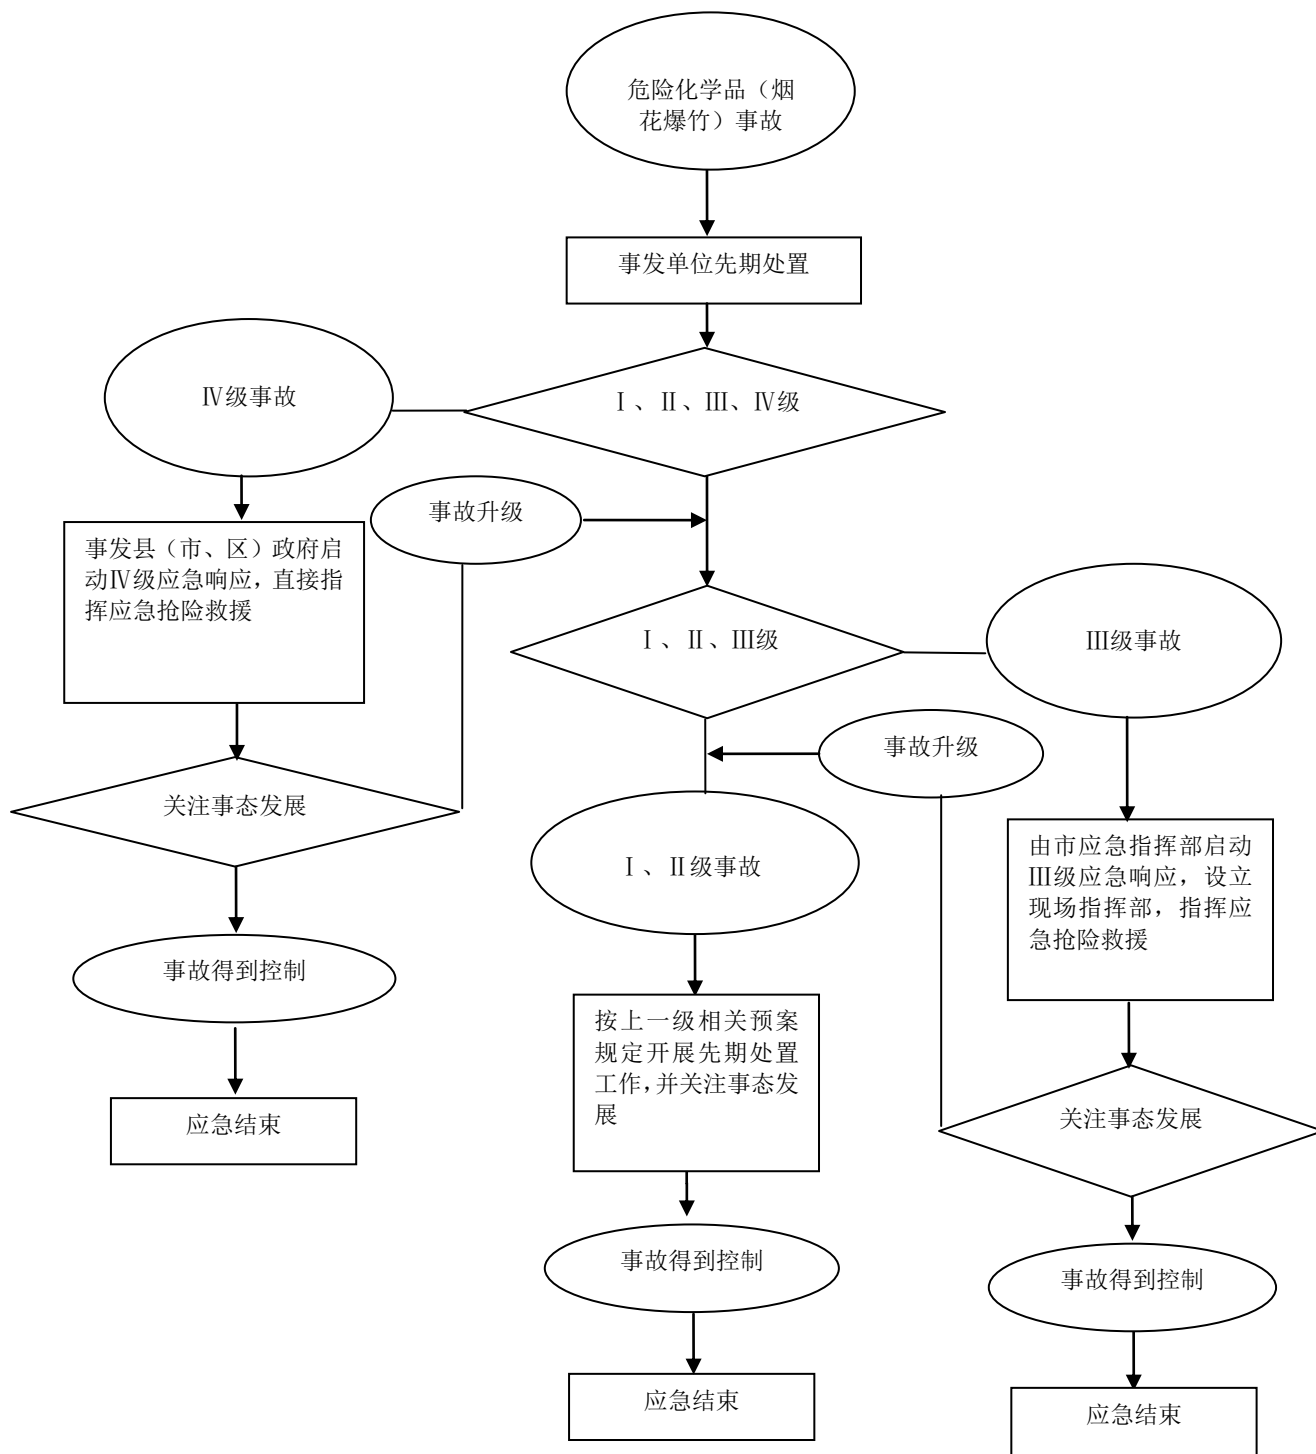 危险化学品（烟
花爆竹）事故
事发单位先期处置
Ⅰ、Ⅱ、Ⅲ、Ⅳ级
Ⅳ级事故
事故升级
事发县（市、区）政府启
动Ⅳ级应急响应，直接指
挥应急抢险救援
Ⅰ、Ⅱ、Ⅲ级
Ⅲ级事故
事故升级
关注事态发展
Ⅰ、Ⅱ级事故
由市应急指挥部启动
Ⅲ级应急响应，设立
现场指挥部，指挥应
急抢险救援
事故得到控制
按上一级相关预案
规定开展先期处置
工作，并关注事态发
展
关注事态发展
应急结束
事故得到控制
事故得到控制
应急结束
应急结束